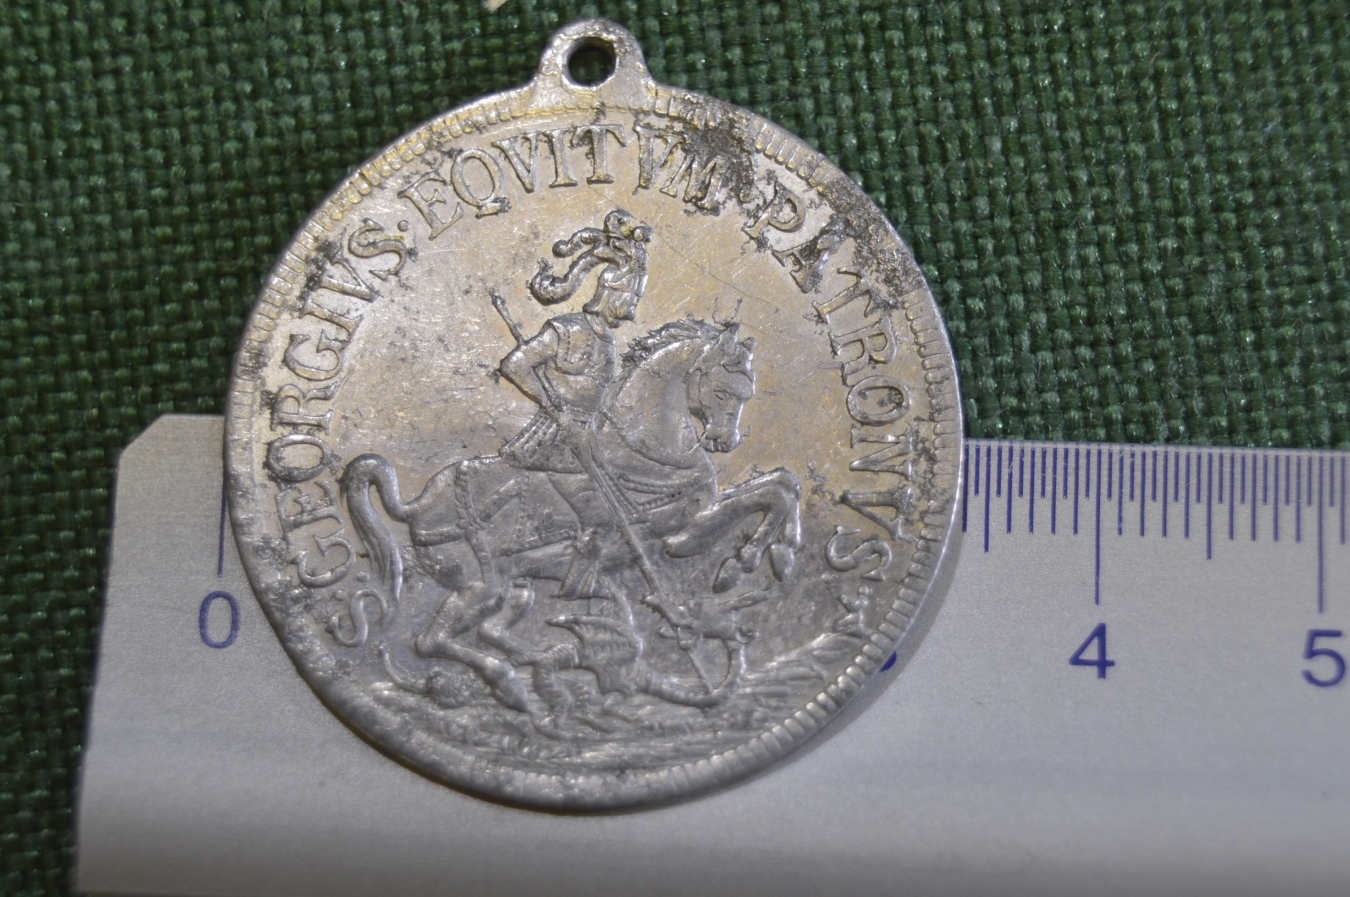 S:GEORGIVS. EQVITVM. PATRONVS.
0 4 5